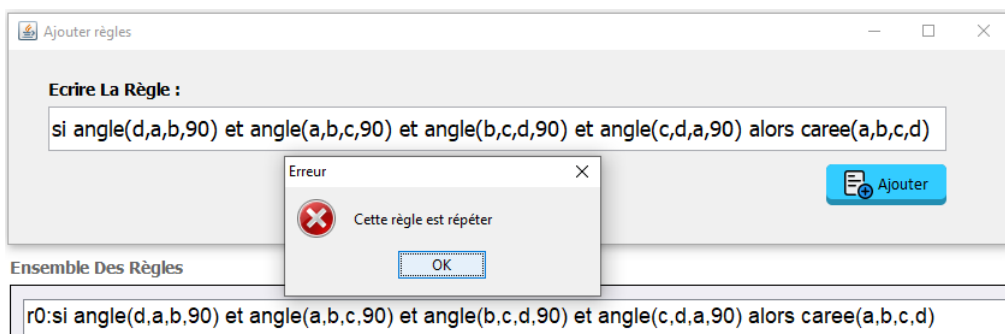 Ajouter règles
Ecrire La Règle :
si angle(d,a,b,90) et angle(a,b,c,90) et angle(b,c,d,90) et angle(c,d,a,90) alors caree(a,b,c,d)
Erreur
Ajouter
Cette règle est répéter
OK
Ensemble Des Règles
r0:si angle(d,a,b,90) et angle(a,b,c,90) et angle(b,c,d,90) et angle(c,d,a,90) alors caree(a,b,c,d)